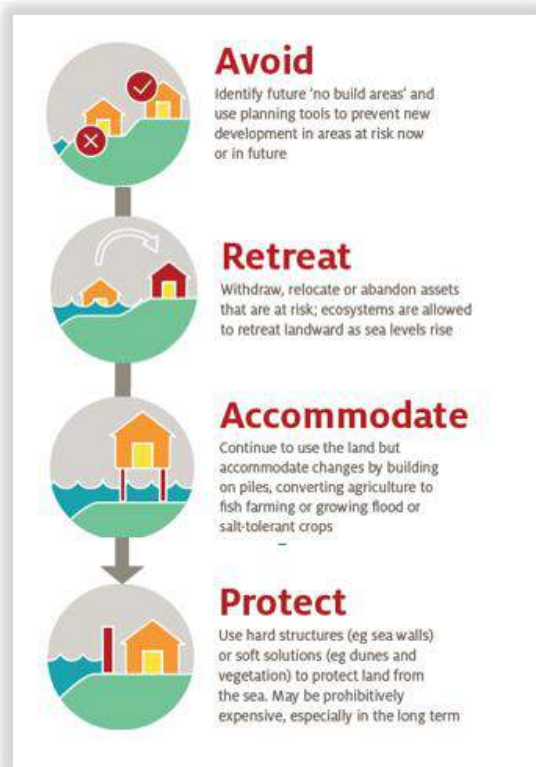 Avoid
Identify future 'no build areas' and
use planning tools to prevent new
development in areas at risk now
or in future
Retreat
Withdraw, relocate or abandon assets
that are at risk; ecosystems are allowed
to retreat landward as sea levels rise
Accommodate
Continue to use the land but
accommodate changes by building
on piles, converting agriculture to
fish farming or growing flood or
salt-tolerant crops
Protect
Use hard structures (eg sea walls)
or soft solutions (eg dunes and
vegetation) to protect land from
the sea. May be prohibitively
expensive, especially in the long term